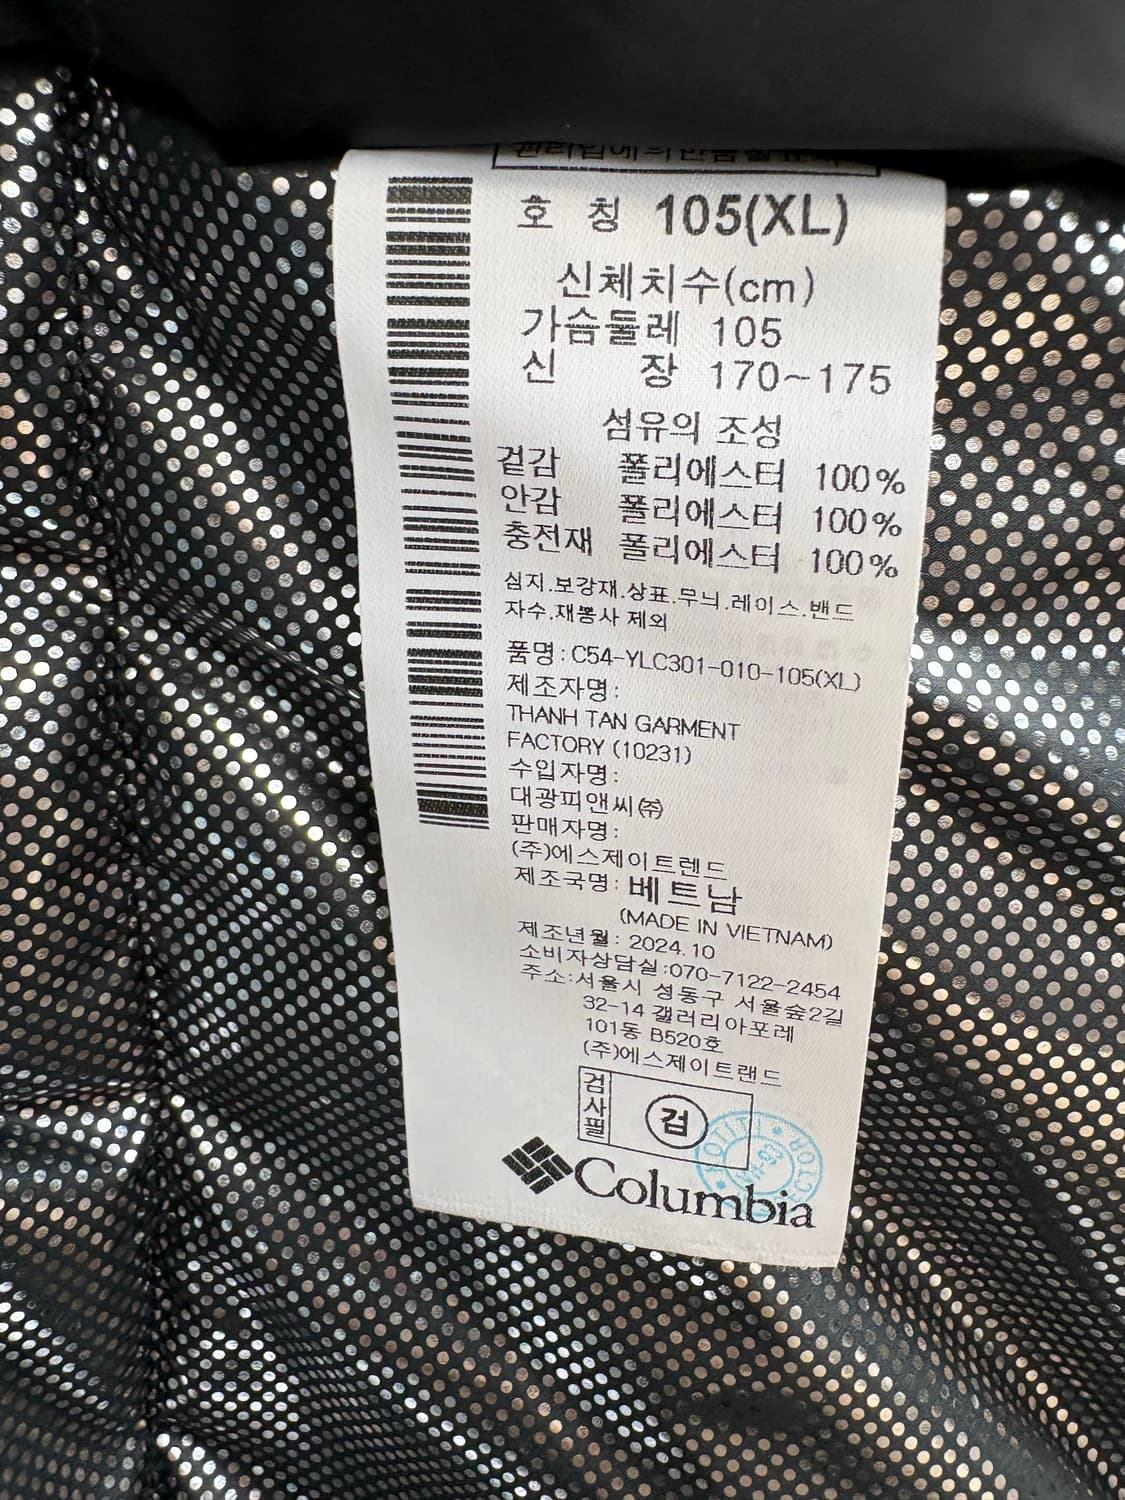 호 칭 105(XL)
신체치수(cm)
가슴둘레 105
신 장 170~175
섬유의 조성
겉감 폴리에스터 100%
안감 폴리에스터 100%
충전재 폴리에스터 100%
심지.보강재.상표.무늬.레이스.밴드
자수.재봉사 제외
품명:C54-YLC301-010-105(XL)
제조자명:
THANH TAN GARMENT
FACTORY (10231)
수입자명:
대광피앤씨㈜
판매자명:
(주)에스제이트렌드
제조국명:베트남
(MADE IN VIETNAM)
제조년월: 2024.10
소비자상담실:070-7122-2454
주소:서울시 성동구 서울숲2길
32-14 갤러리아포레
101동 B520호
(주)에스제이트랜드
검사필 검
Columbia